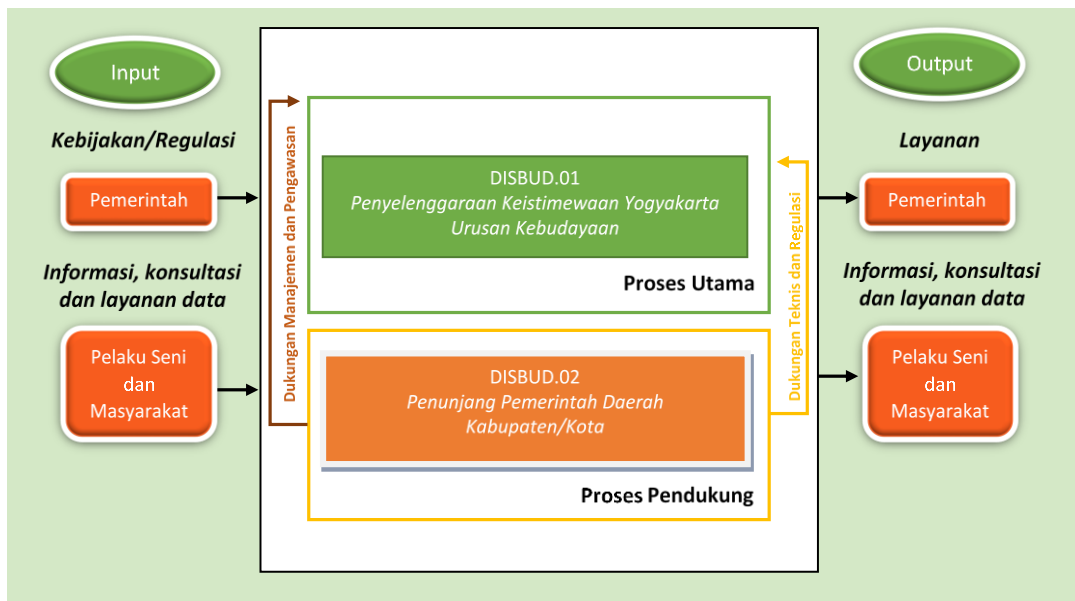 Input
Kebijakan/Regulasi
Pemerintah
Informasi, konsultasi
dan layanan data
Pelaku Seni
dan
Masyarakat
Dukungan Manajemen dan Pengawasan
DISBUD.01
Penyelenggaraan Keistimewaan Yogyakarta
Urusan Kebudayaan
Proses Utama
DISBUD.02
Penunjang Pemerintah Daerah
Kabupaten/Kota
Proses Pendukung
Dukungan Teknis dan Regulasi
Output
Layanan
Pemerintah
Informasi, konsultasi
dan layanan data
Pelaku Seni
dan
Masyarakat